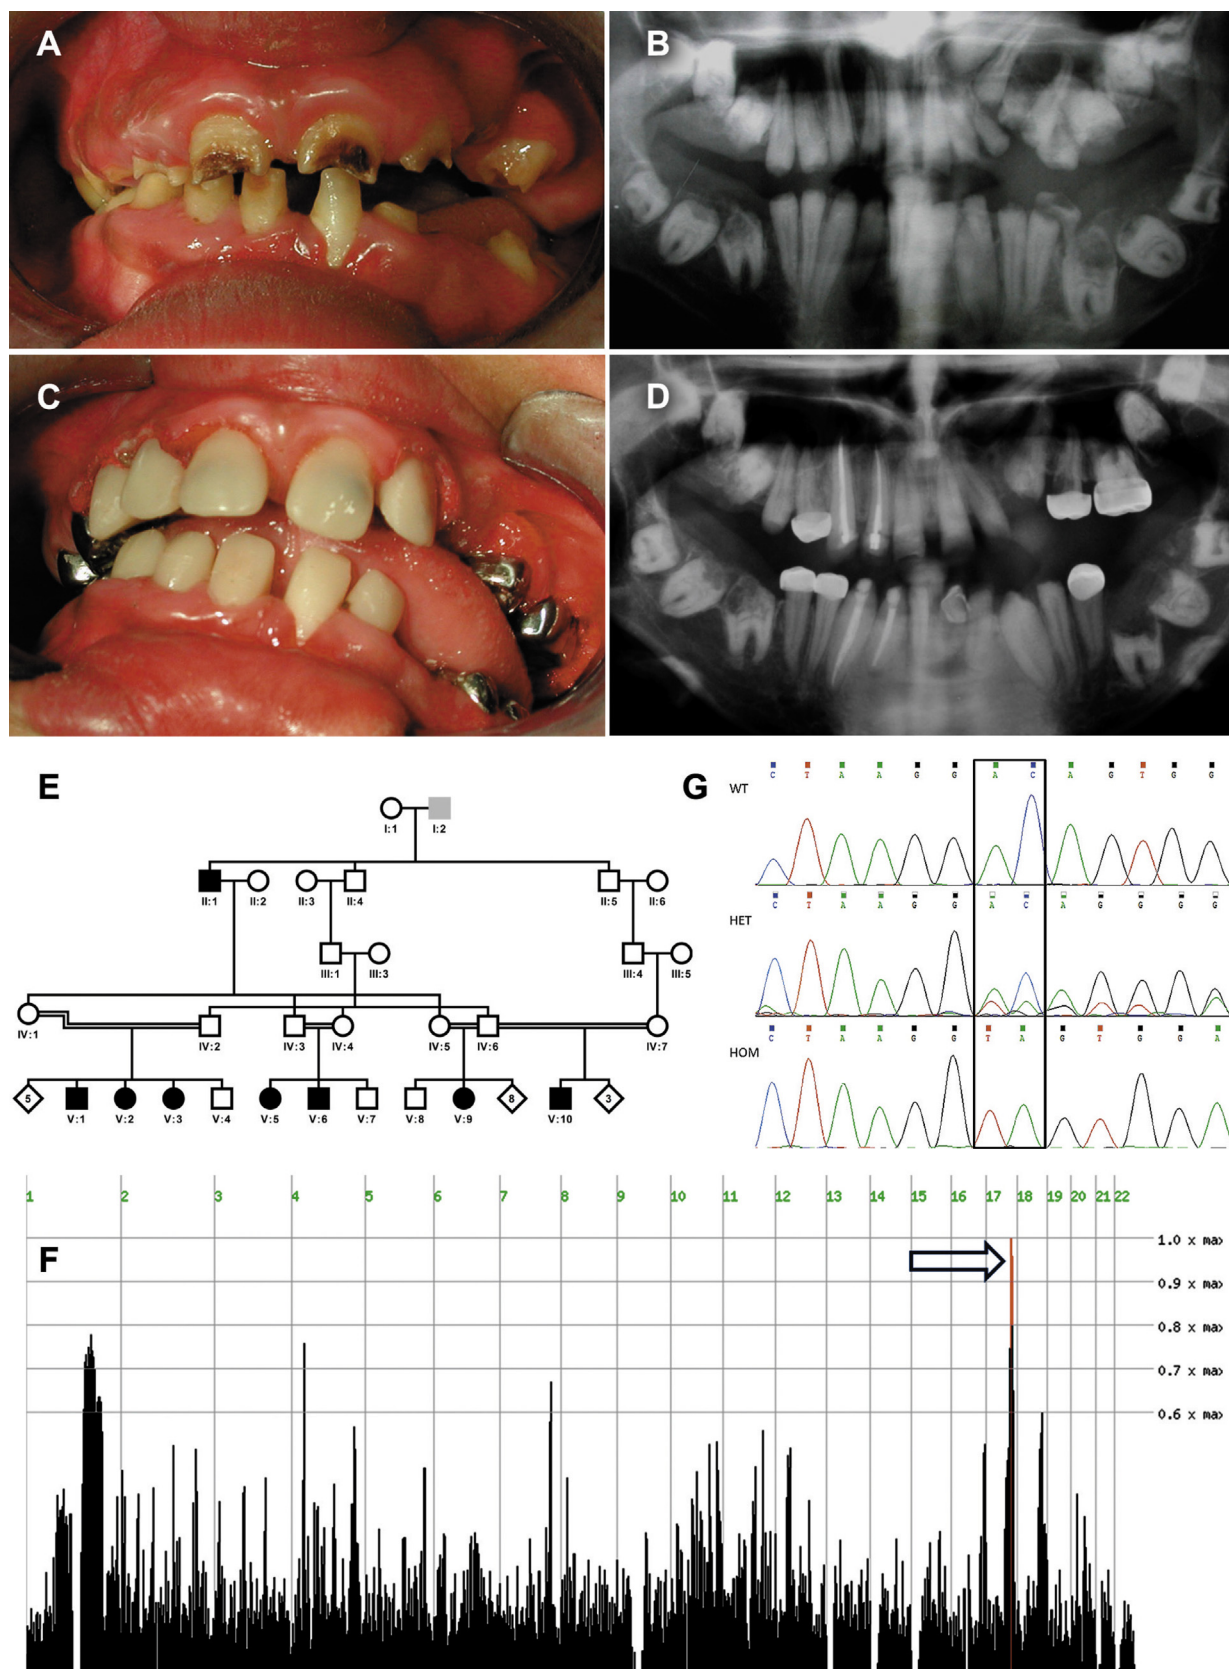 A
B
C
D
E
I:1 I:2
II:1 II:2 II:3 II:4 II:5 II:6
III:1 III:3 III:4 III:5
IV:1 IV:2 IV:3 IV:4 IV:5 IV:6 IV:7
5 8 3
V:1 V:2 V:3 V:4 V:5 V:6 V:7 V:8 V:9 V:10
G
C T A A G G A C A G T G G
WT
C T A A G G A C A G G G G
HET
C T A A G G T A G T G G A
HOM
1 2 3 4 5 6 7 8 9 10 11 12 13 14 15 16 17 18 19 20 21 22
F
1.0 x max
0.9 x max
0.8 x max
0.7 x max
0.6 x max